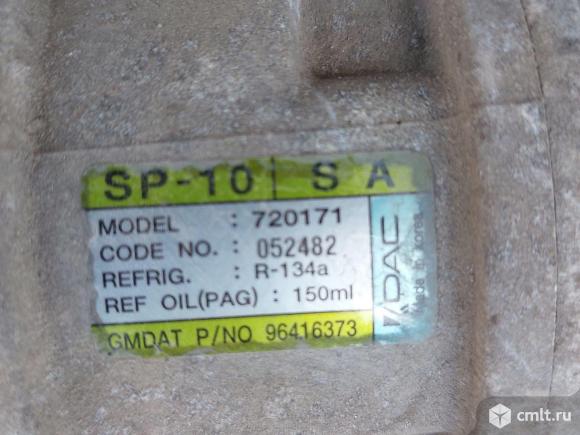 SP-10 S A
MODEL : 720171
CODE NO. : 052482
REFRIG. : R-134a
REF OIL(PAG) : 150ml
GMDAT P/NO 96416373
DAC
Made in Korea
cmlt.ru